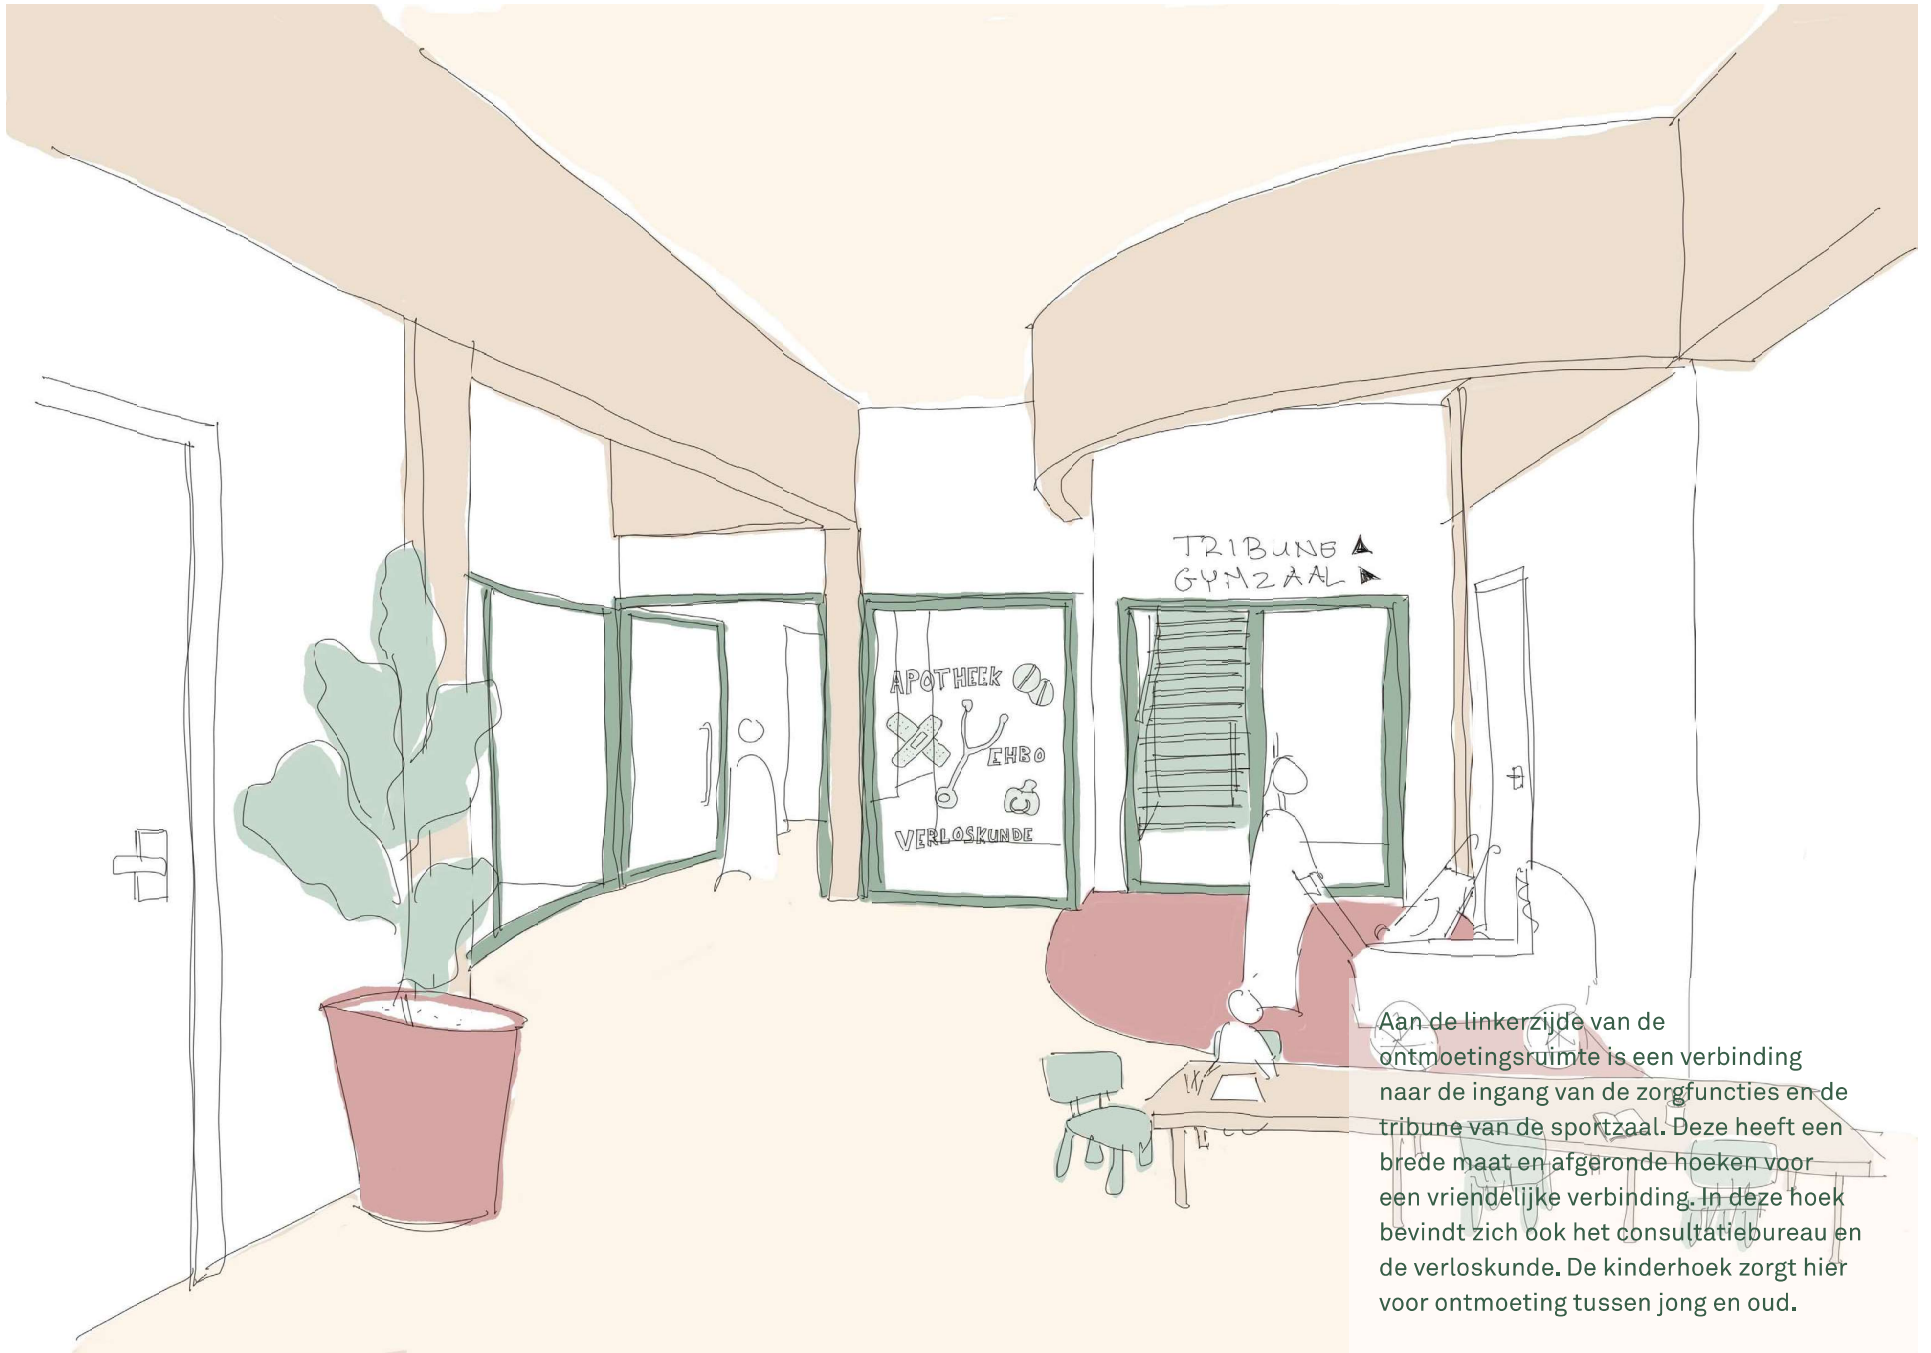 TRIBUNE
GYMZAAL
APOTHEEK
EHBO
VERLOSKUNDE
Aan de linkerzijde van de
ontmoetingsruimte is een verbinding
naar de ingang van de zorgfuncties en de
tribune van de sportzaal. Deze heeft een
brede maat en afgeronde hoeken voor
een vriendelijke verbinding. In deze hoek
bevindt zich ook het consultatiebureau en
de verloskunde. De kinderhoek zorgt hier
voor ontmoeting tussen jong en oud.